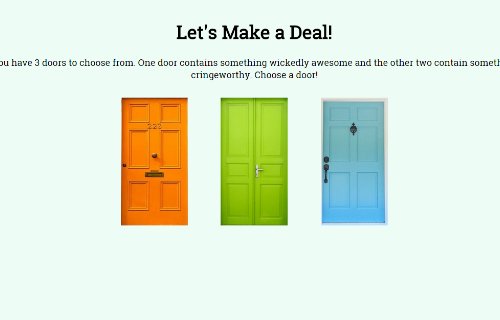 Let's Make a Deal!
ou have 3 doors to choose from. One door contains something wickedly awesome and the other two contain someth
cringeworthy. Choose a door!